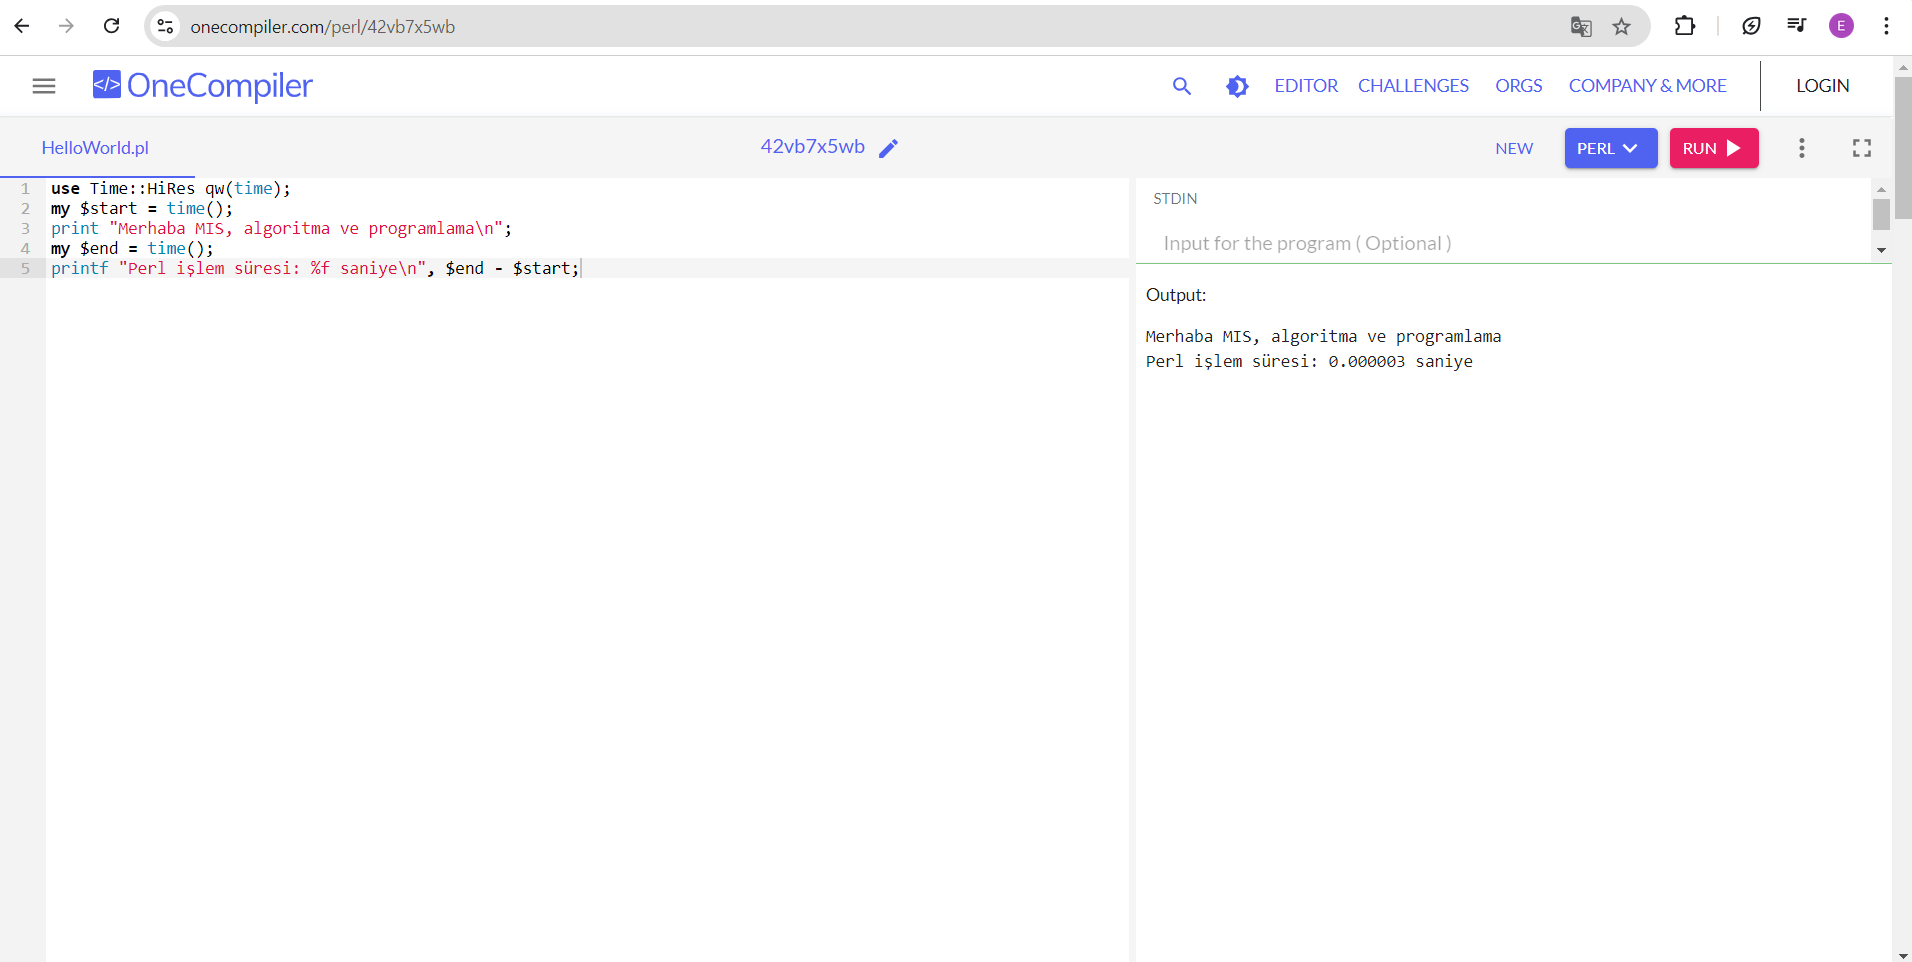 onecompiler.com/perl/42vb7x5wb
E
</> OneCompiler
EDITOR CHALLENGES ORGS COMPANY & MORE LOGIN
HelloWorld.pl
42vb7x5wb
NEW PERL RUN
1 use Time::HiRes qw(time);
2 my $start = time();
3 print "Merhaba MIS, algoritma ve programlama\n";
4 my $end = time();
5 printf "Perl işlem süresi: %f saniye\n", $end - $start;
STDIN
Input for the program ( Optional )
Output:
Merhaba MIS, algoritma ve programlama
Perl işlem süresi: 0.000003 saniye